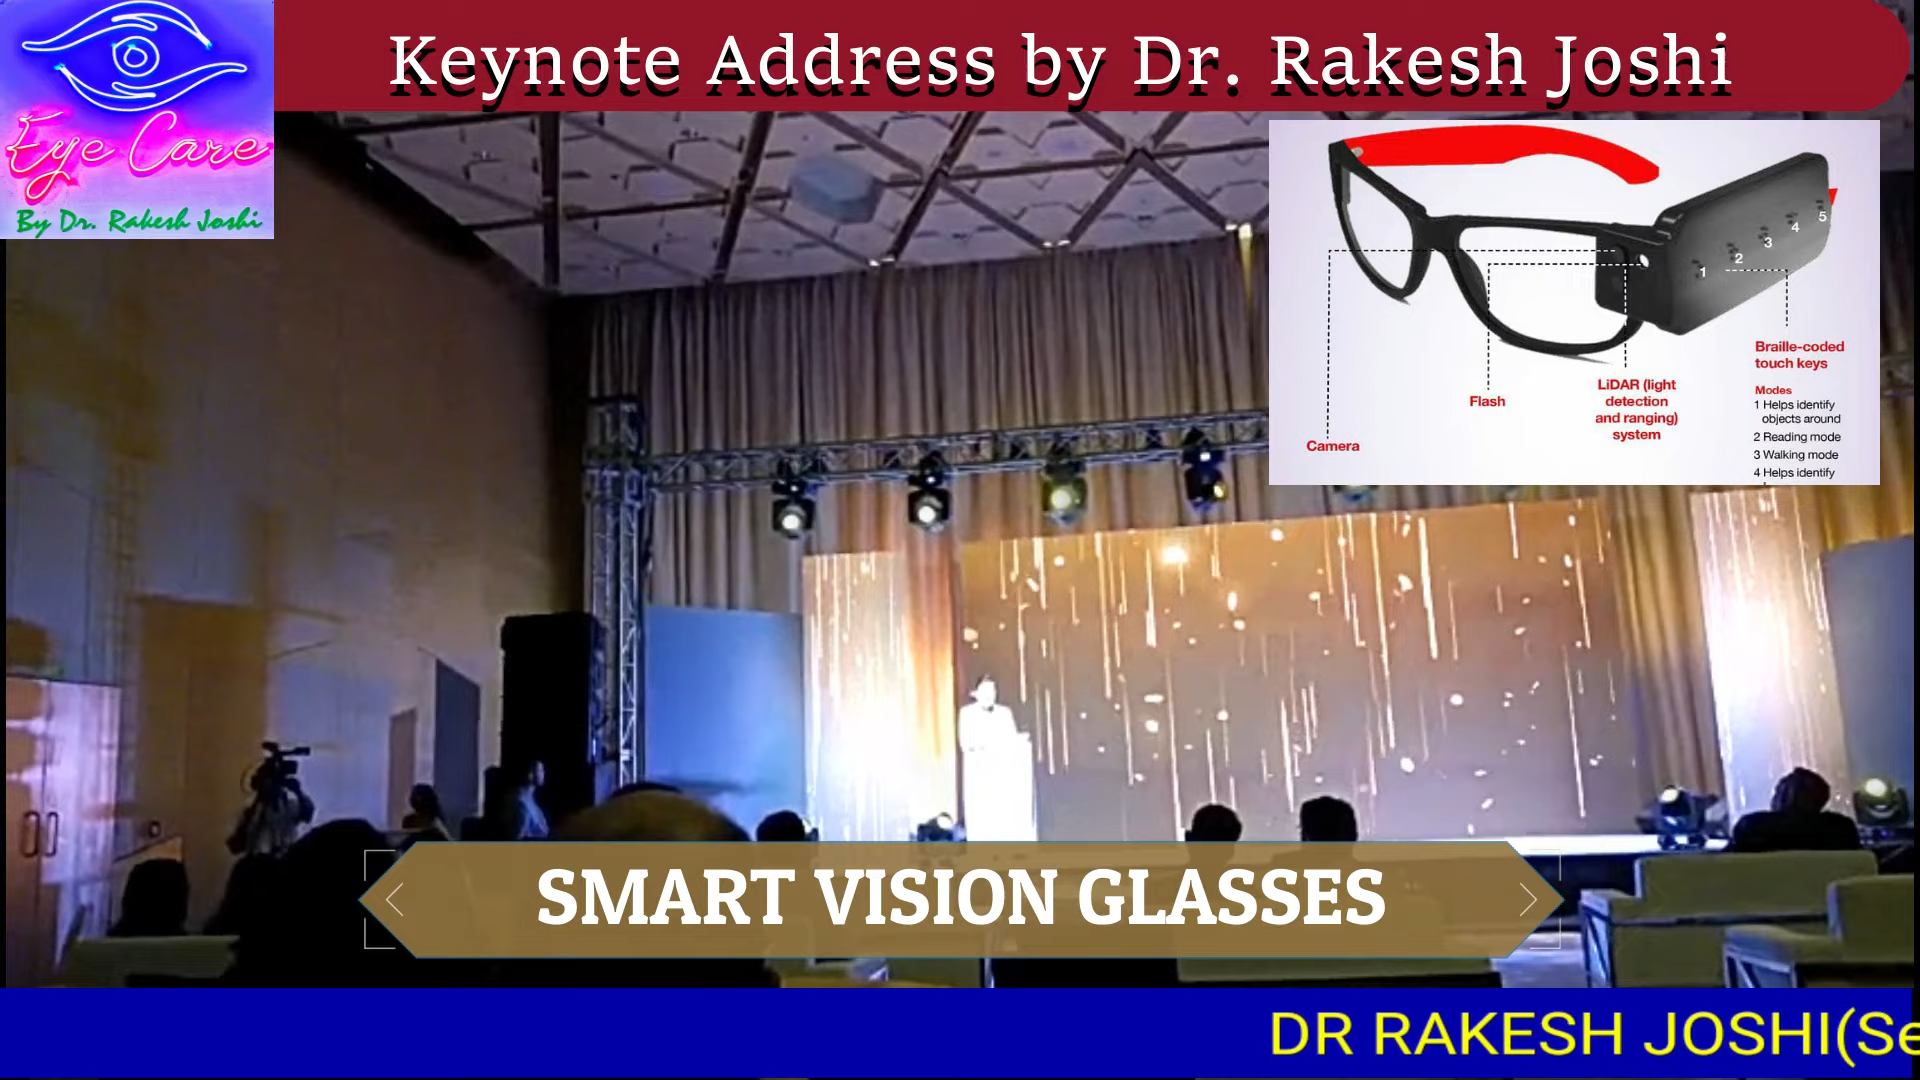 Keynote Address by Dr. Rakesh Joshi
Eye Care
By Dr. Rakesh Joshi
1
2
3
4
5
Braille-coded
touch keys
Modes
1 Helps identify
objects around
2 Reading mode
3 Walking mode
4 Helps identify
LiDAR (light
detection
and ranging)
system
Flash
Camera
SMART VISION GLASSES
DR RAKESH JOSHI(Se